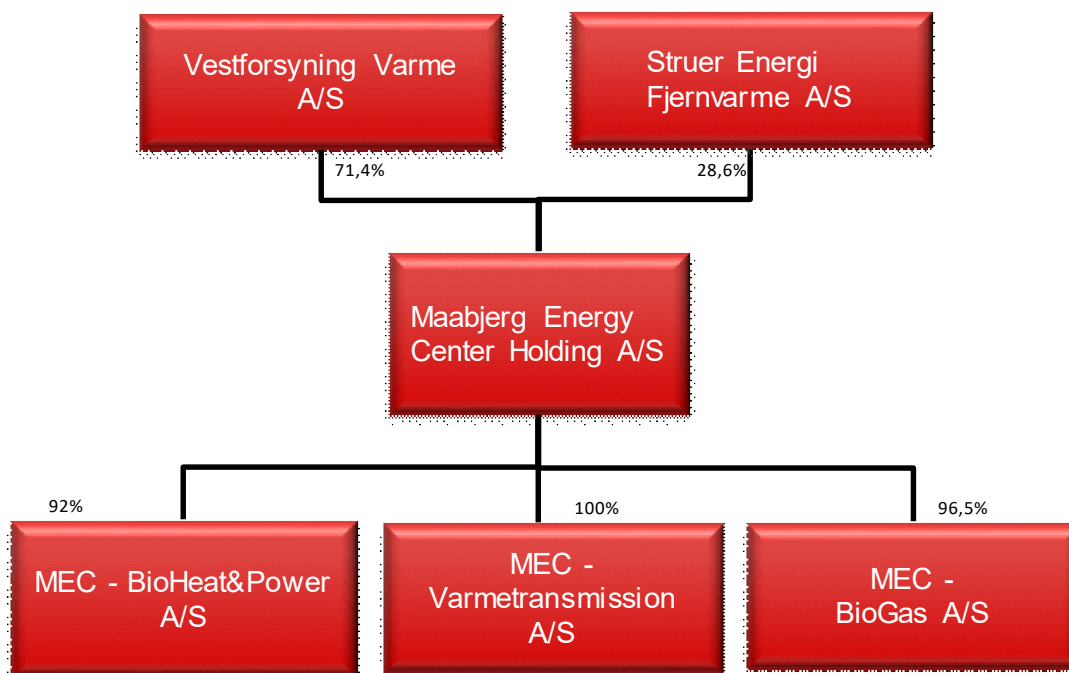 Vestforsyning Varme
A/S
Struer Energi
Fjernvarme A/S
71,4%
28,6%
Maabjerg Energy
Center Holding A/S
92%
100%
96,5%
MEC - BioHeat&Power
A/S
MEC -
Varmetransmission
A/S
MEC -
BioGas A/S